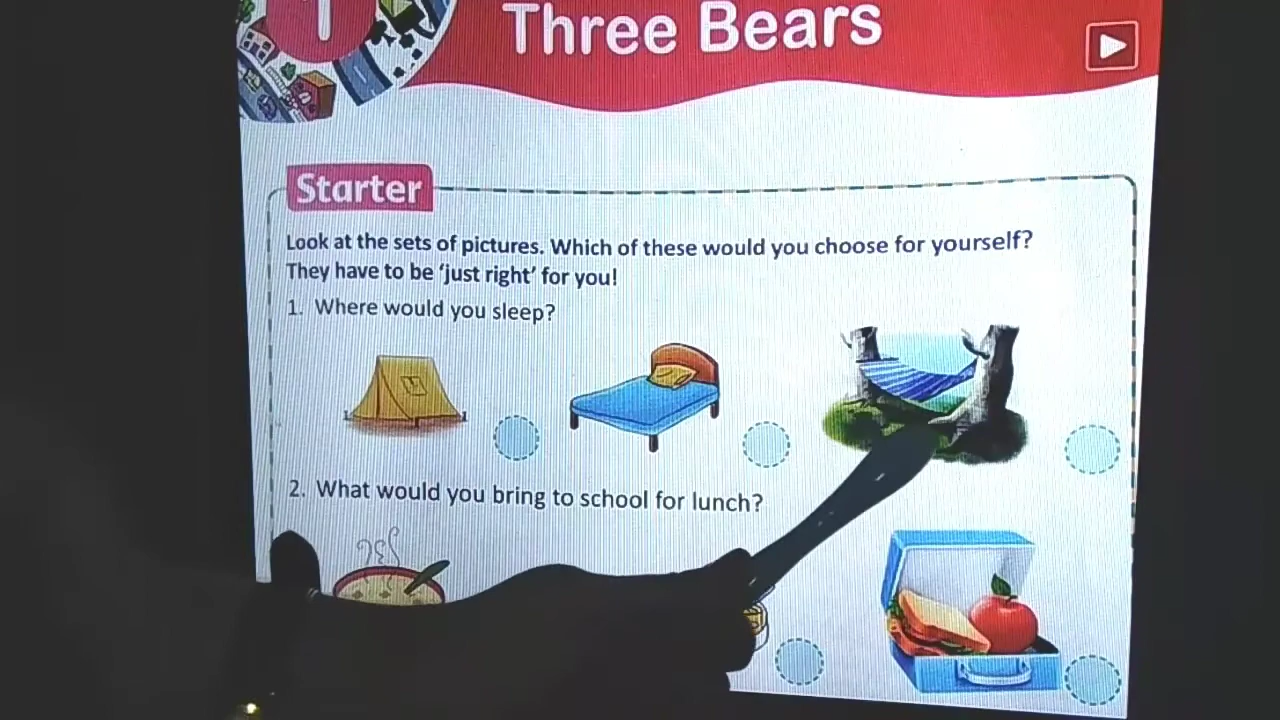 1
Three Bears
Starter
Look at the sets of pictures. Which of these would you choose for yourself?
They have to be ‘just right’ for you!
1. Where would you sleep?
2. What would you bring to school for lunch?